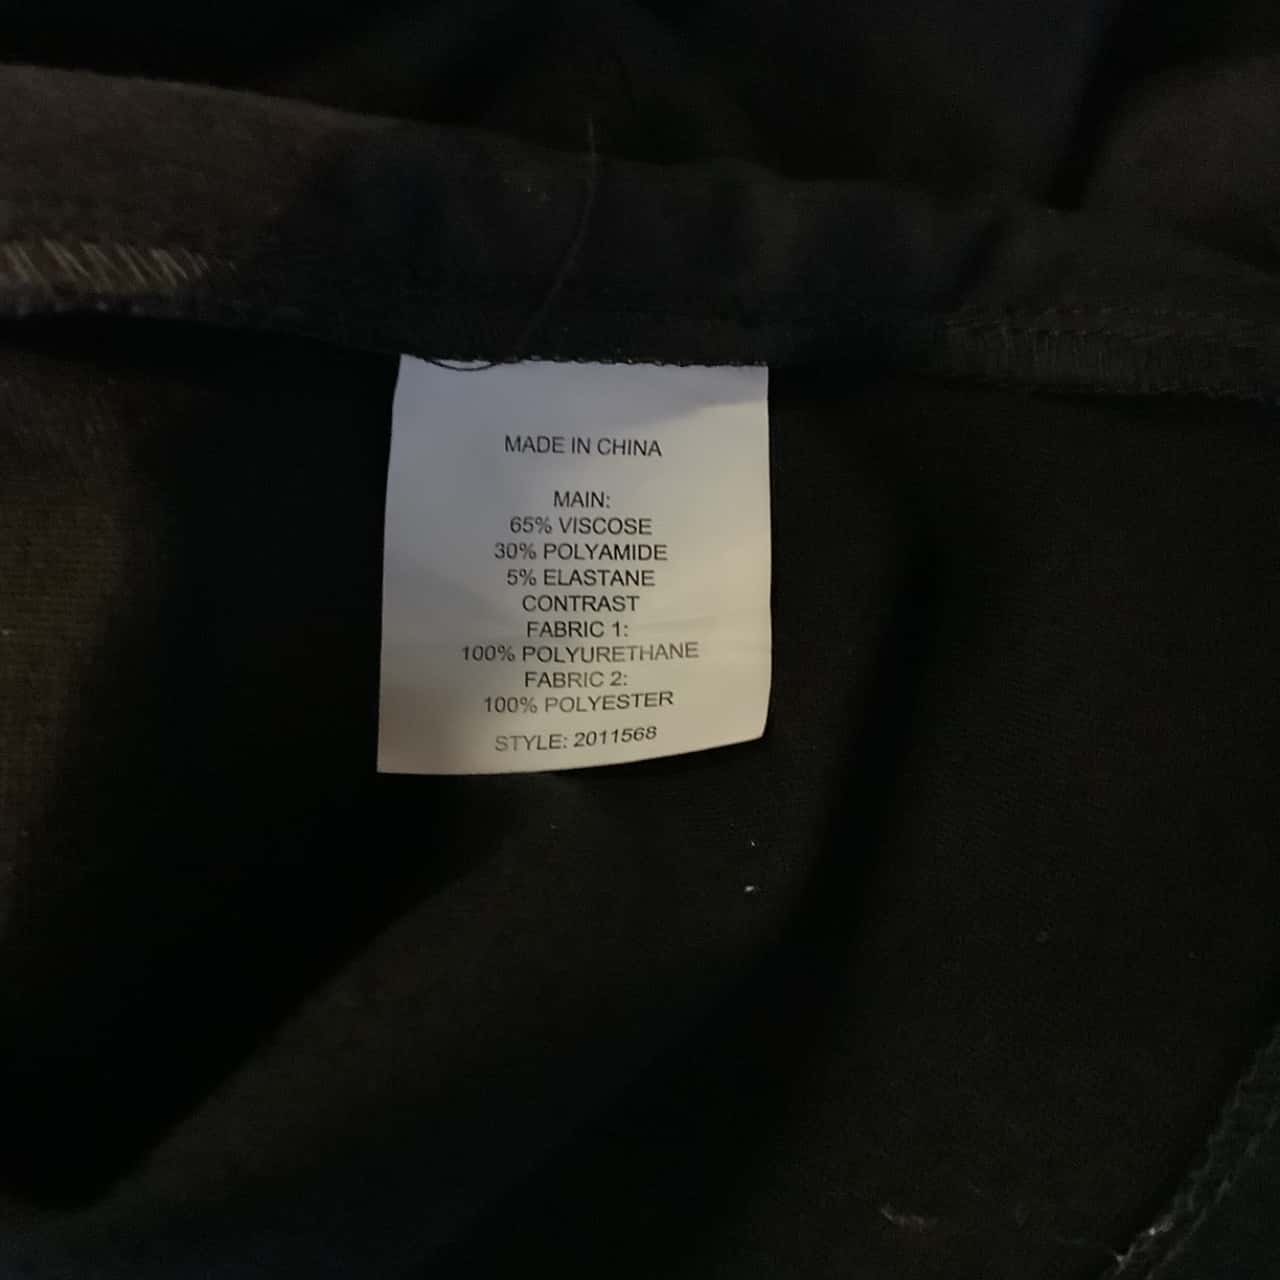 MADE IN CHINA
MAIN:
65% VISCOSE
30% POLYAMIDE
5% ELASTANE
CONTRAST
FABRIC 1:
100% POLYURETHANE
FABRIC 2:
100% POLYESTER
STYLE: 2011568